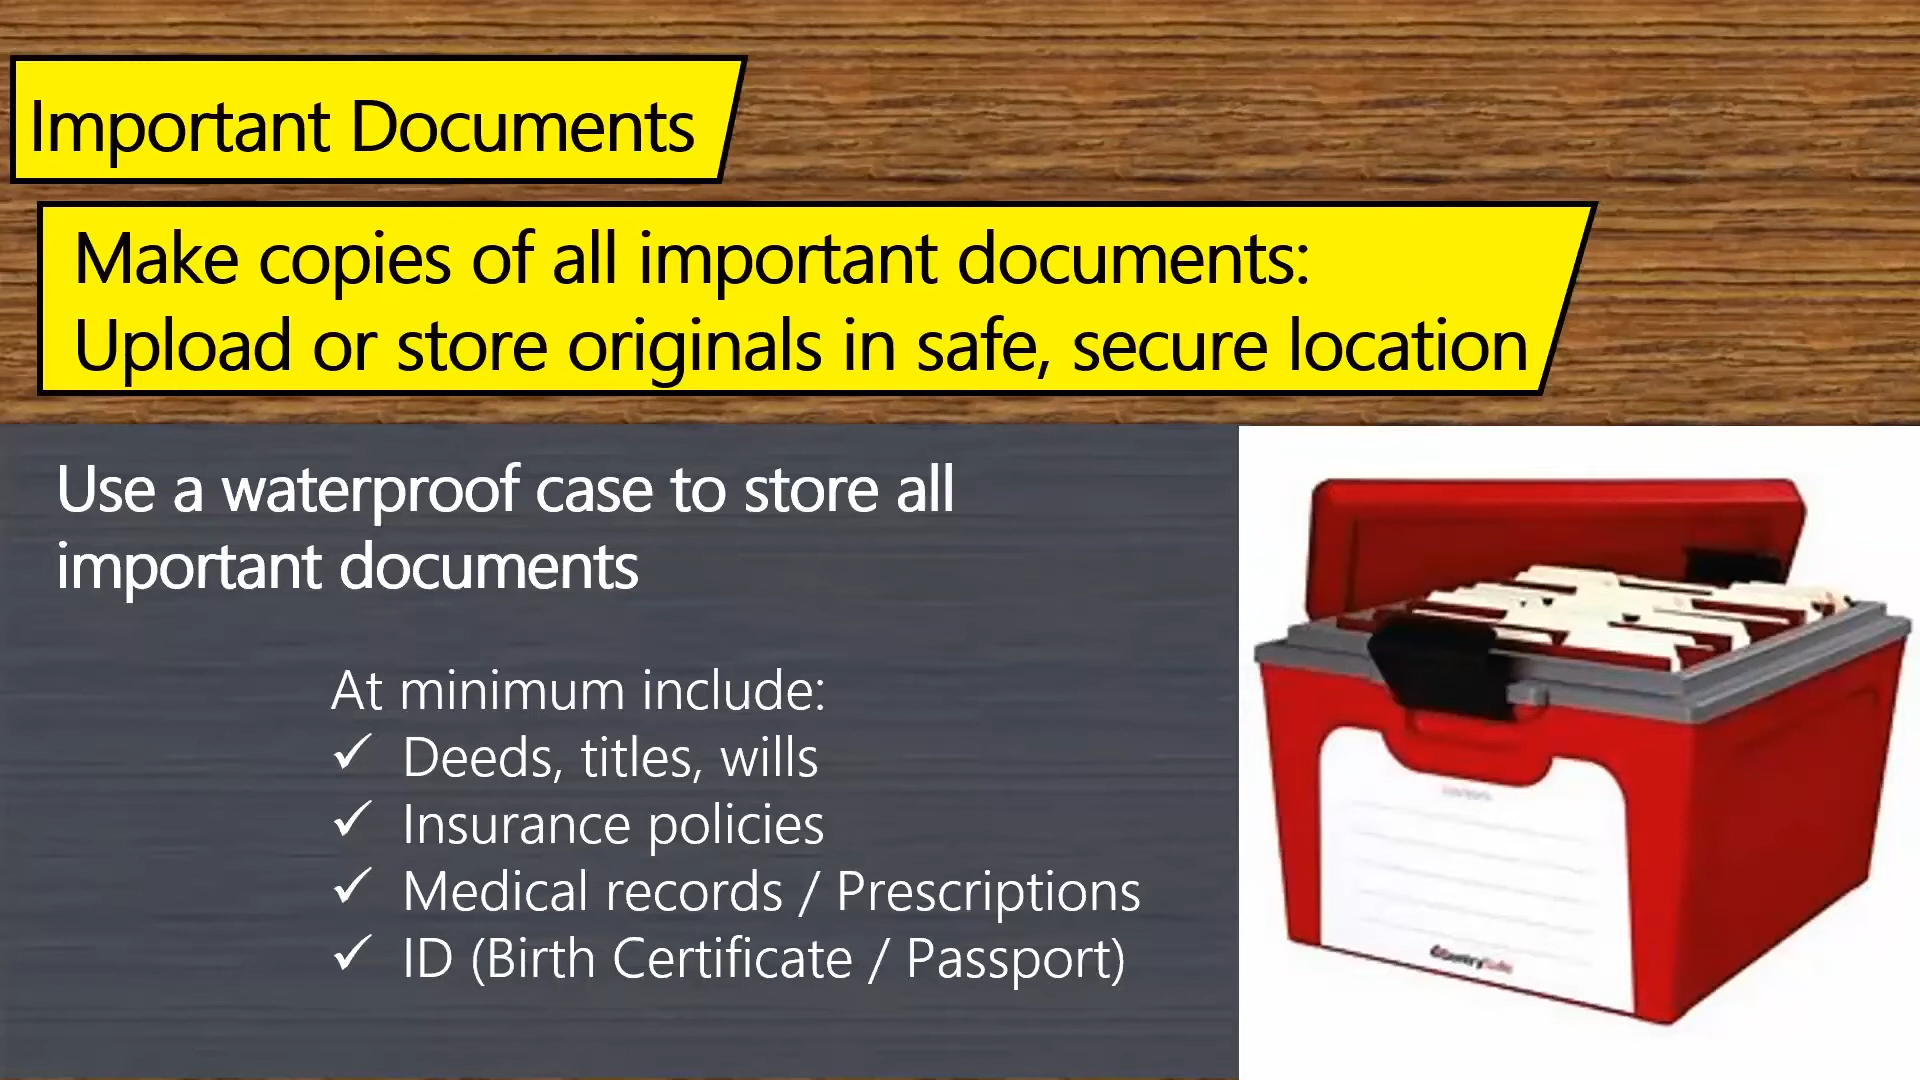 Important Documents
Make copies of all important documents:
Upload or store originals in safe, secure location
Use a waterproof case to store all
important documents
At minimum include:
✓ Deeds, titles, wills
✓ Insurance policies
✓ Medical records / Prescriptions
✓ ID (Birth Certificate / Passport)
SentrySafe